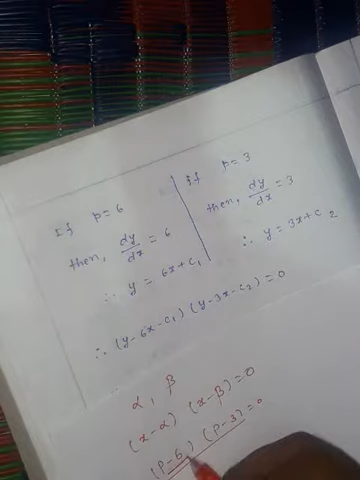 If p=6
then, dy/dx = 6
∴ y = 6x+c₁
If p=3
then, dy/dx = 3
∴ y = 3x+c₂
∴ (y-6x-c₁) (y-3x-c₂)=0
α, β
(x-α) (x-β)=0
(p-6) (p-3)=0